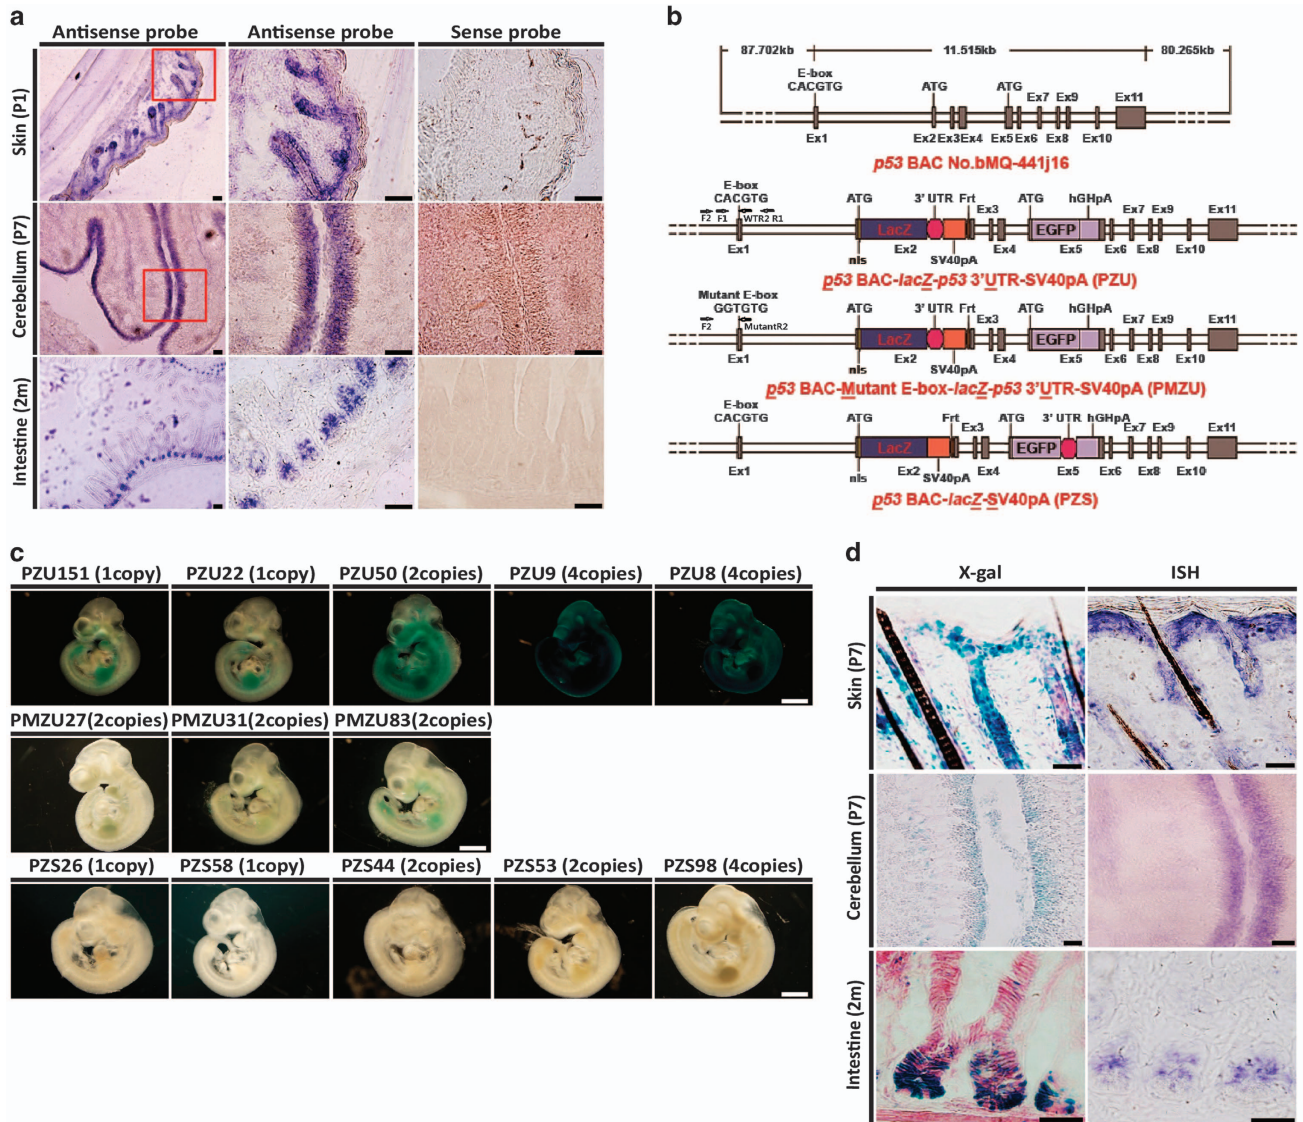 a
Antisense probe Antisense probe Sense probe
Skin (P1)
Cerebellum (P7)
Intestine (2m)
b
87.702kb 11.515kb 80.265kb
E-box
CACGTG ATG ATG Ex7 Ex9 Ex11
Ex1 Ex2 Ex3 Ex4 Ex5 Ex6 Ex8 Ex10
p53 BAC No.bMQ-441j16
E-box
CACGTG ATG 3' UTR Frt Ex3 ATG hGHpA Ex7 Ex9 Ex11
F2 F1 WTR2 R1 LacZ EGFP
Ex1 Ex2 Ex4 Ex5 Ex6 Ex8 Ex10
nls SV40pA
p53 BAC-lacZ-p53 3'UTR-SV40pA (PZU)
Mutant E-box
GGTGTG ATG 3' UTR Frt Ex3 ATG hGHpA Ex7 Ex9 Ex11
F2 MutantR2 LacZ EGFP
Ex1 Ex2 Ex4 Ex5 Ex6 Ex8 Ex10
nls SV40pA
p53 BAC-Mutant E-box-lacZ-p53 3'UTR-SV40pA (PMZU)
E-box
CACGTG ATG Frt Ex3 ATG 3' UTR hGHpA Ex7 Ex9 Ex11
LacZ EGFP
Ex1 Ex2 Ex4 Ex5 Ex6 Ex8 Ex10
nls SV40pA
p53 BAC-lacZ-SV40pA (PZS)
c
PZU151 (1copy) PZU22 (1copy) PZU50 (2copies) PZU9 (4copies) PZU8 (4copies)
PMZU27(2copies) PMZU31(2copies) PMZU83(2copies)
PZS26 (1copy) PZS58 (1copy) PZS44 (2copies) PZS53 (2copies) PZS98 (4copies)
d
X-gal ISH
Skin (P7)
Cerebellum (P7)
Intestine (2m)